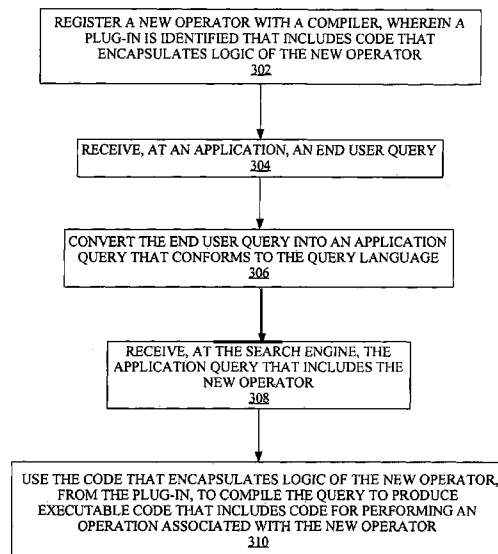 REGISTER A NEW OPERATOR WITH A COMPILER, WHEREIN A
PLUG-IN IS IDENTIFIED THAT INCLUDES CODE THAT
ENCAPSULATES LOGIC OF THE NEW OPERATOR
302
RECEIVE, AT AN APPLICATION, AN END USER QUERY
304
CONVERT THE END USER QUERY INTO AN APPLICATION
QUERY THAT CONFORMS TO THE QUERY LANGUAGE
306
RECEIVE, AT THE SEARCH ENGINE, THE
APPLICATION QUERY THAT INCLUDES THE
NEW OPERATOR
308
USE THE CODE THAT ENCAPSULATES LOGIC OF THE NEW OPERATOR,
FROM THE PLUG-IN, TO COMPILE THE QUERY TO PRODUCE
EXECUTABLE CODE THAT INCLUDES CODE FOR PERFORMING AN
OPERATION ASSOCIATED WITH THE NEW OPERATOR
310